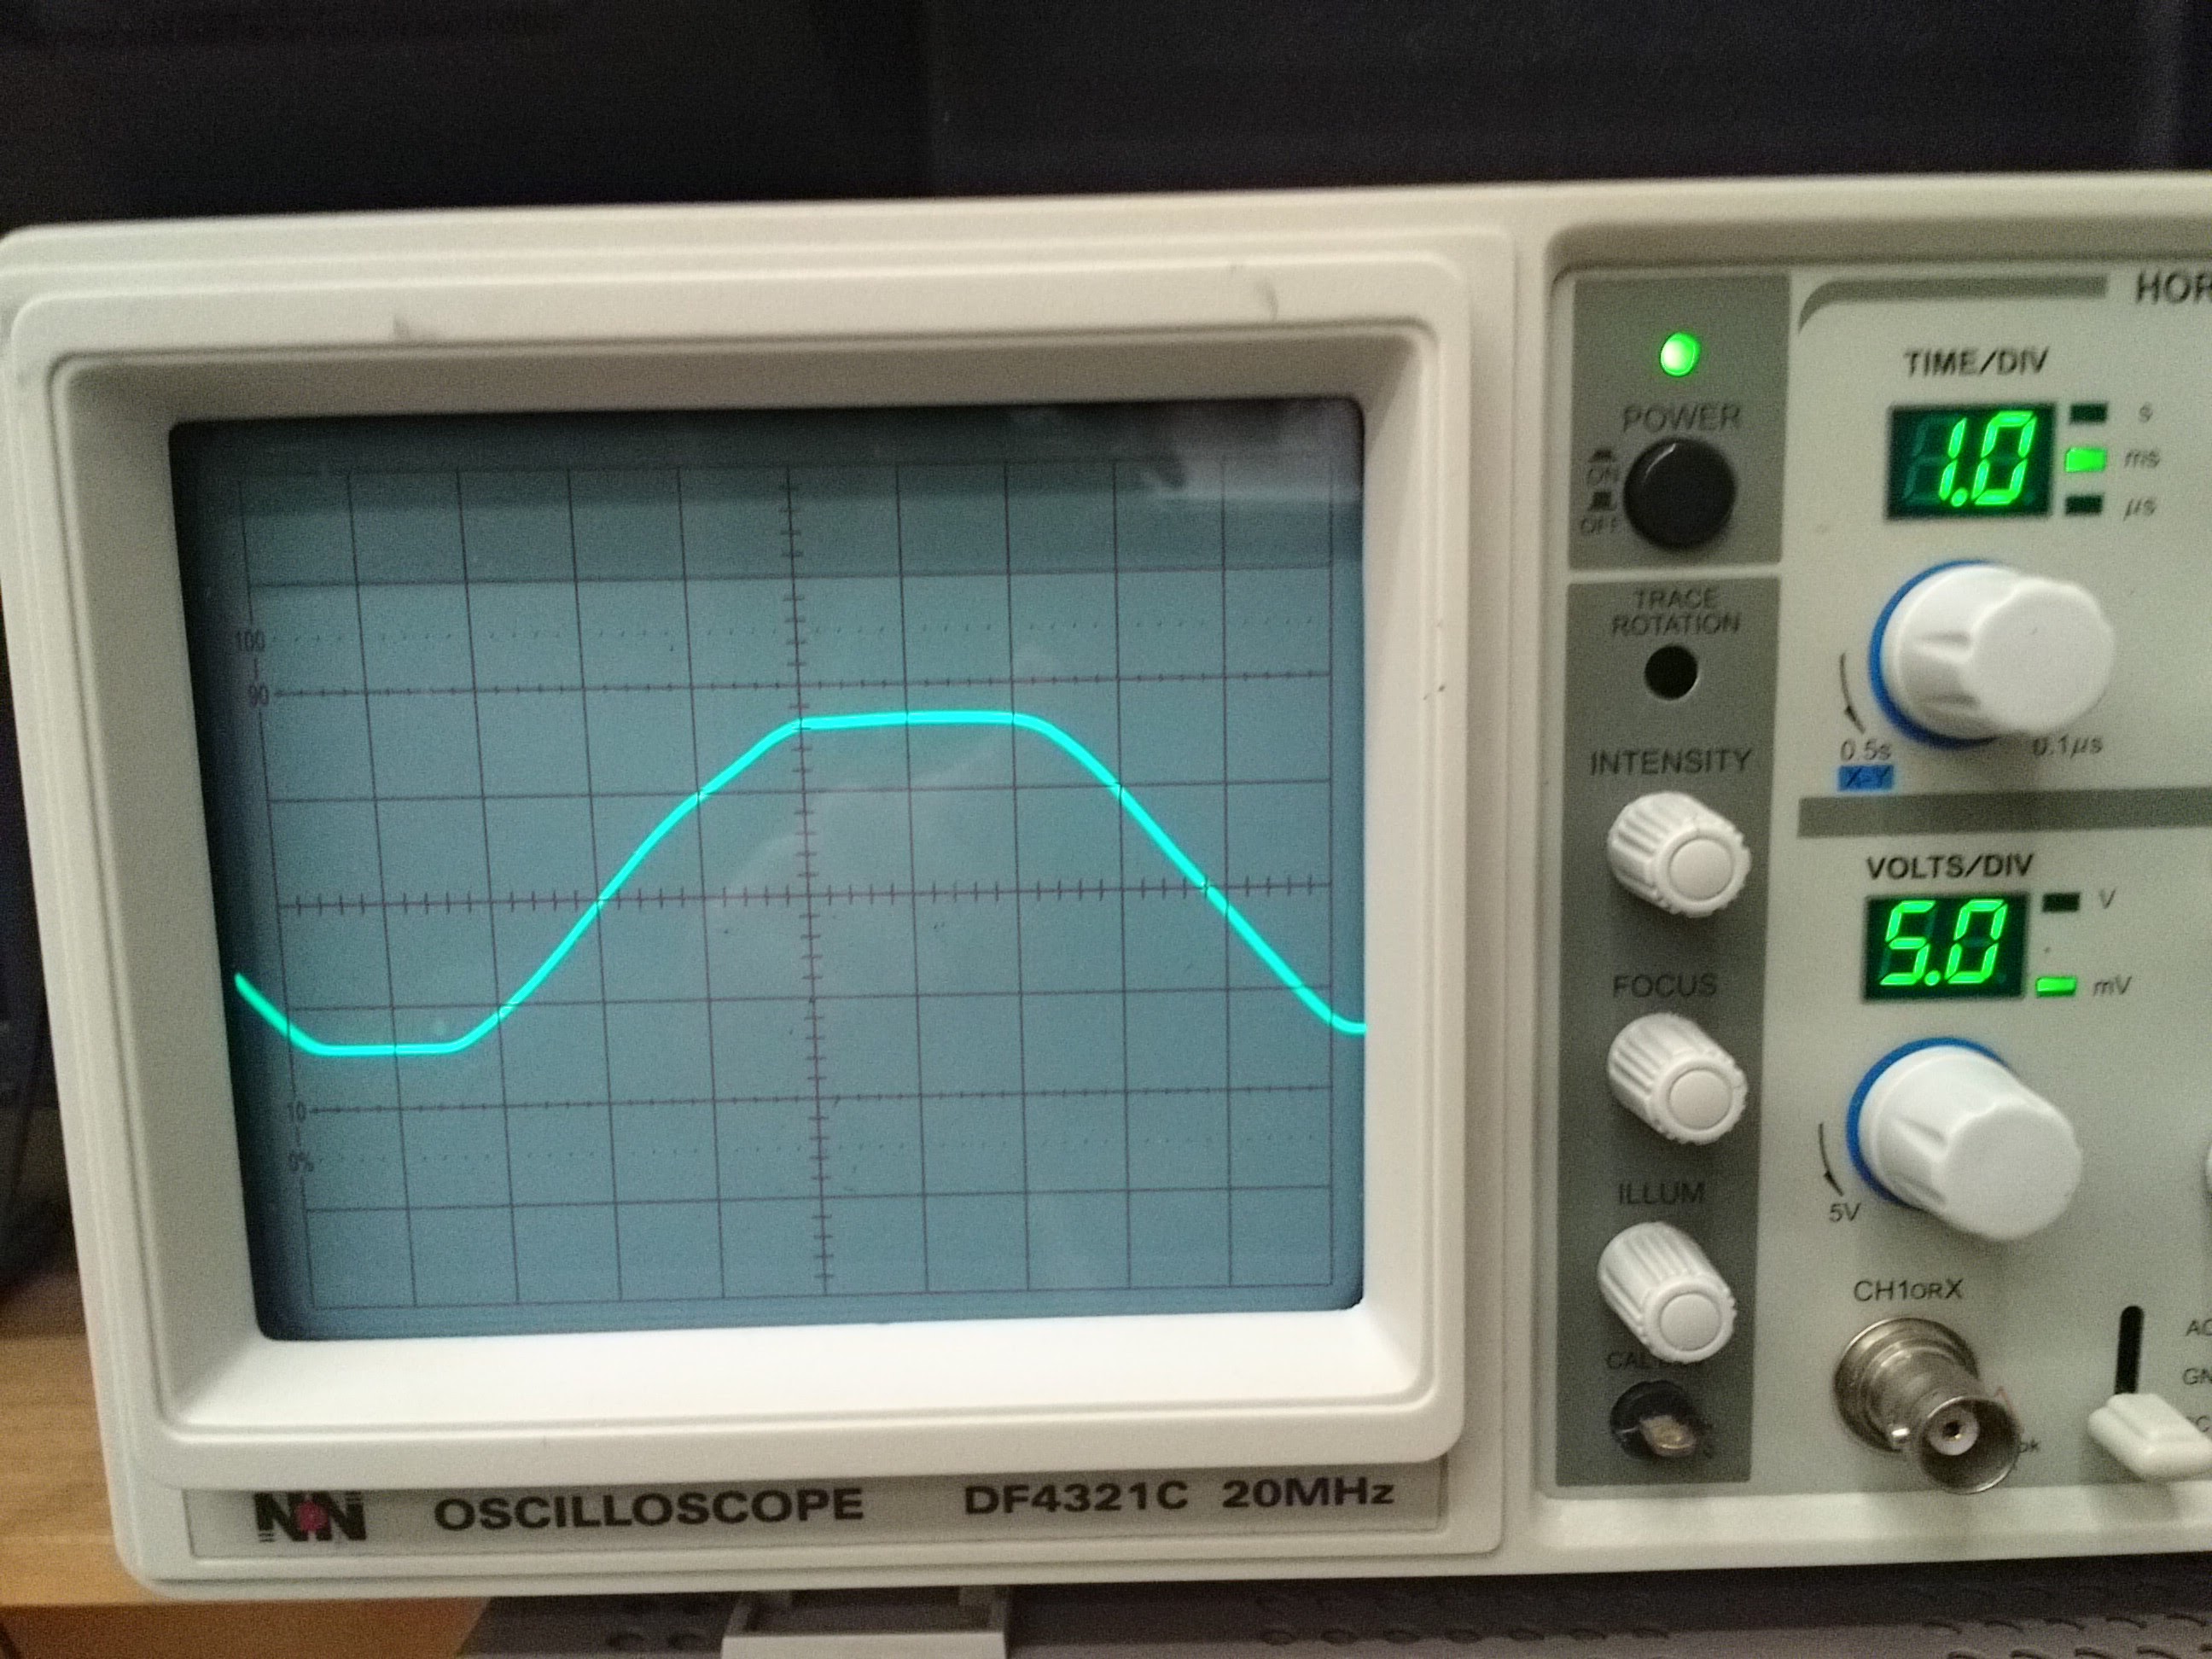 HOR
TIME/DIV
1.0
s
ms
µs
POWER
ON
OFF
TRACE
ROTATION
100
90
0.5s
0.1µs
X-Y
INTENSITY
VOLTS/DIV
5.0
V
mV
FOCUS
10
0%
ILLUM
5V
CH1ORX
CAL
AC
GN
OSCILLOSCOPE DF4321C 20MHz